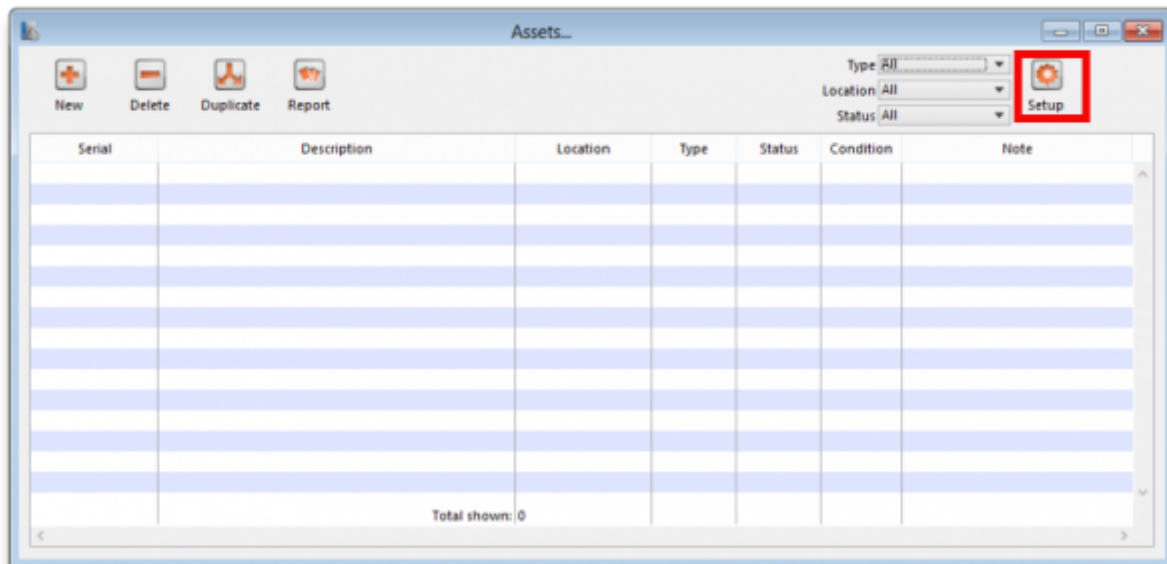 Assets...
New Delete Duplicate Report
Type All
Location All
Status All
Setup
Serial Description Location Type Status Condition Note
Total shown: 0